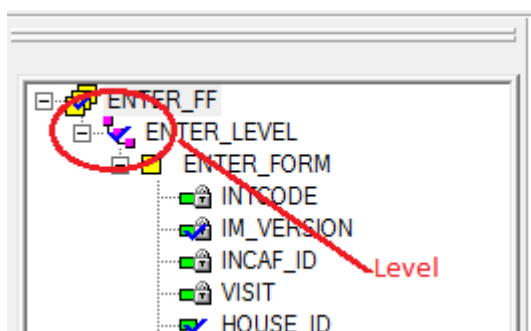 ENTER_FF
ENTER_LEVEL
ENTER_FORM
INTCODE
IM_VERSION
INCAF_ID
Level
VISIT
HOUSE_ID